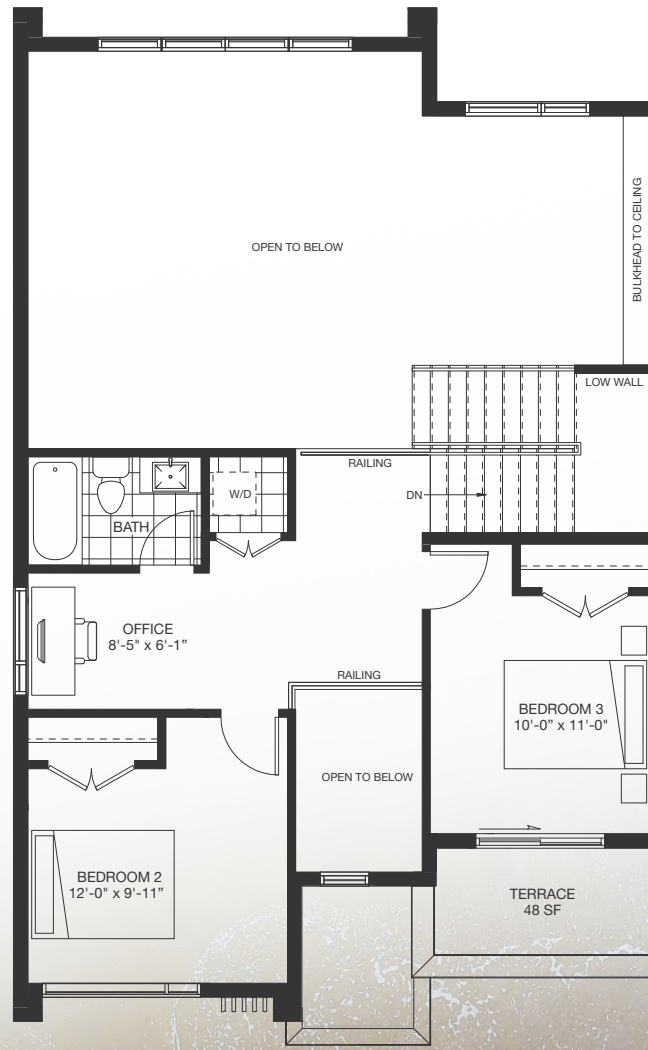 OPEN TO BELOW
BULKHEAD TO CEILING
LOW WALL
RAILING
W/D
DN
BATH
OFFICE
8'-5" x 6'-1”
RAILING
BEDROOM 3
10'-0” x 11'-0"
OPEN TO BELOW
BEDROOM 2
12'-0" x 9'-11”
TERRACE
48 SF